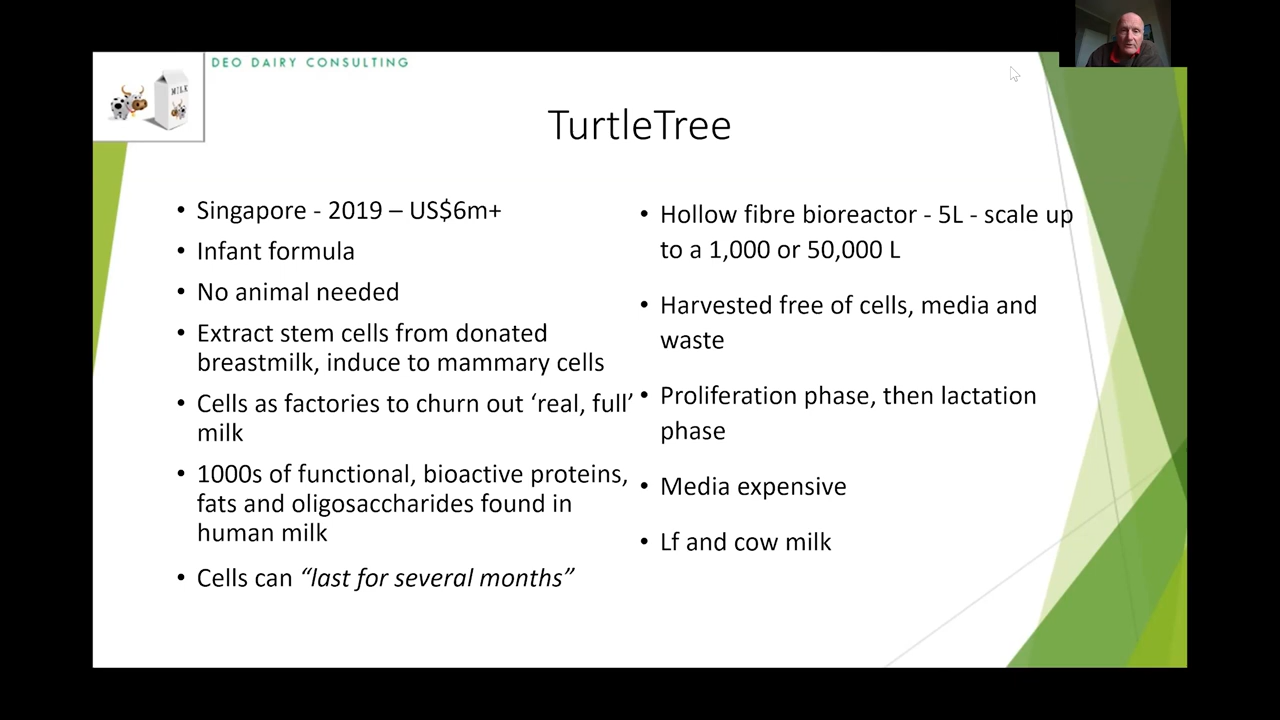 DEO DAIRY CONSULTING
MILK
TurtleTree
• Singapore - 2019 – US$6m+
• Infant formula
• No animal needed
• Extract stem cells from donated
breastmilk, induce to mammary cells
• Cells as factories to churn out ‘real, full’
milk
• 1000s of functional, bioactive proteins,
fats and oligosaccharides found in
human milk
• Cells can “last for several months”
• Hollow fibre bioreactor - 5L - scale up
to a 1,000 or 50,000 L
• Harvested free of cells, media and
waste
• Proliferation phase, then lactation
phase
• Media expensive
• Lf and cow milk